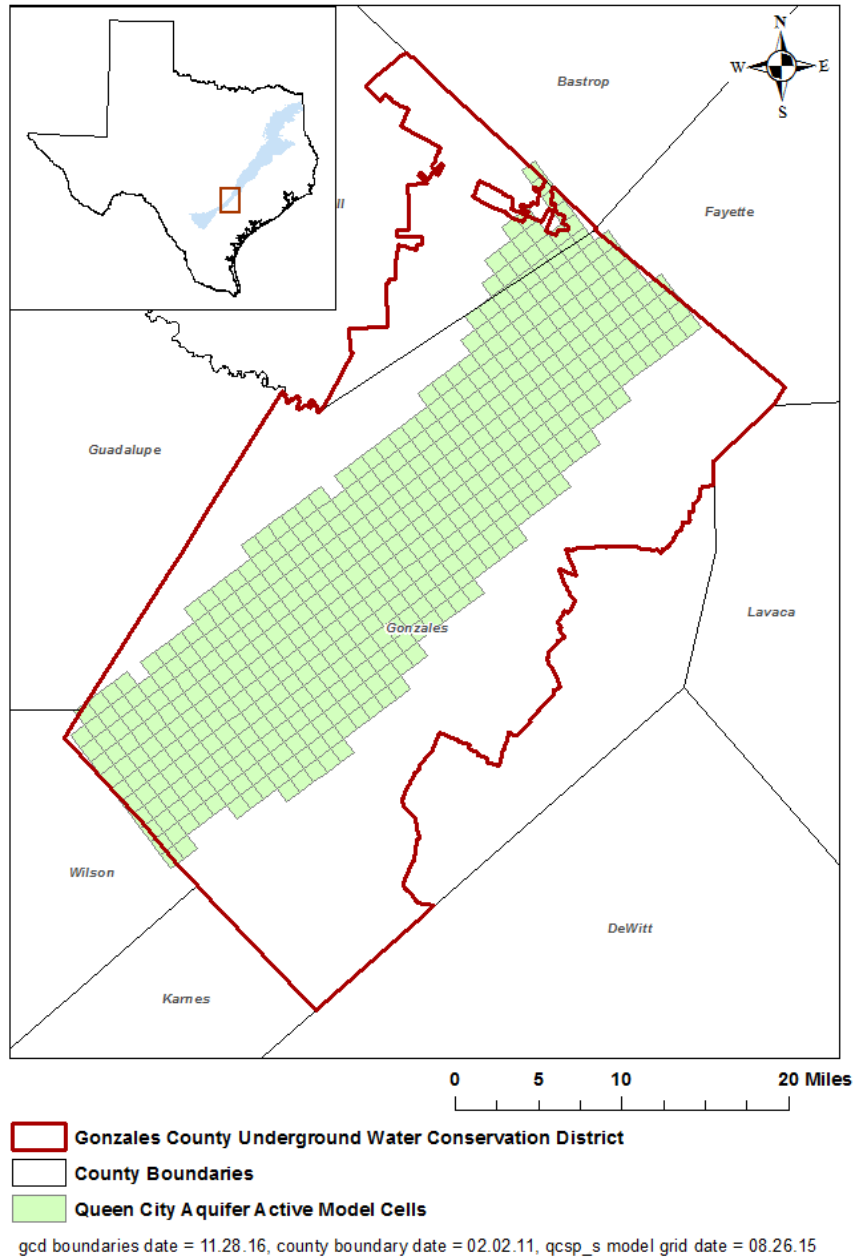 N
W E
S
Bastrop
ll
Fayette
Guadalupe
Gonzales
Lavaca
Wilson
DeWitt
Karnes
0 5 10 20 Miles
Gonzales County Underground Water Conservation District
County Boundaries
Queen City Aquifer Active Model Cells
gcd boundaries date = 11.28.16, county boundary date = 02.02.11, qcsp_s model grid date = 08.26.15